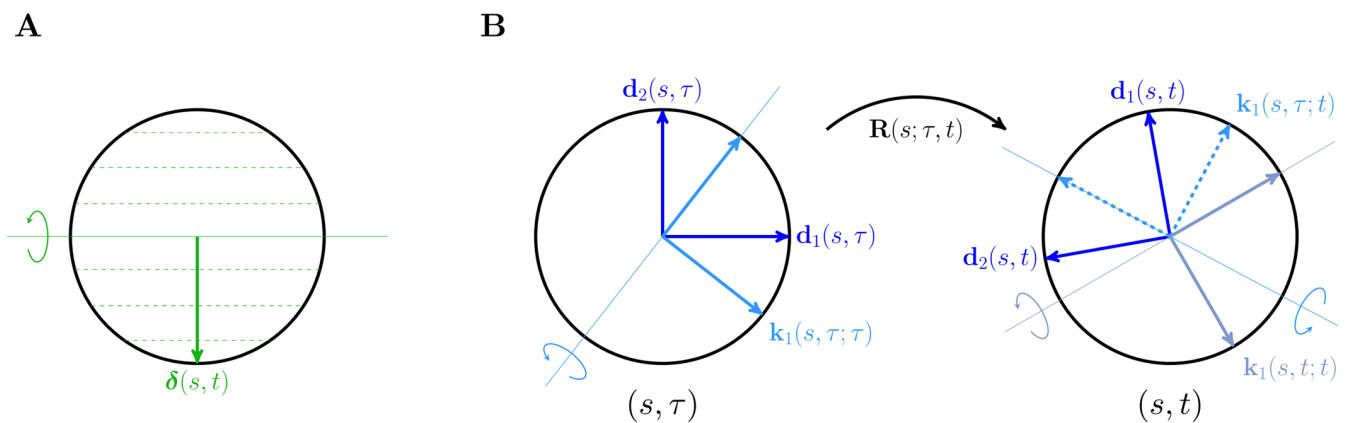 A
B
δ(s, t)
d₂(s, τ)
d₁(s, τ)
k₁(s, τ; τ)
(s, τ)
R(s; τ, t)
d₁(s, t)
k₁(s, τ; t)
d₂(s, t)
k₁(s, t; t)
(s, t)